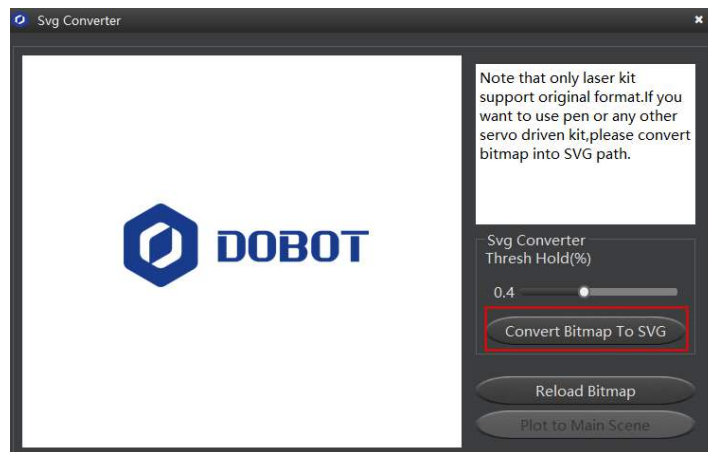 Svg Converter
Note that only laser kit
support original format.If you
want to use pen or any other
servo driven kit,please convert
bitmap into SVG path.
DOBOT
Svg Converter
Thresh Hold(%)
0.4
Convert Bitmap To SVG
Reload Bitmap
Plot to Main Scene